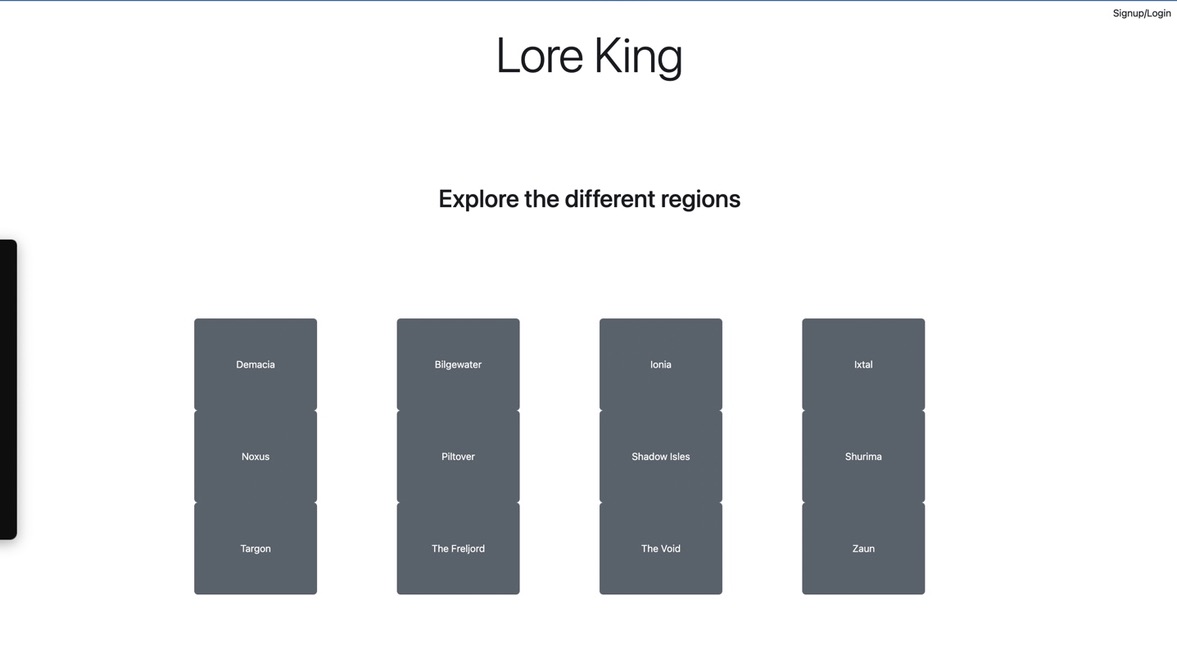 Signup/Login
Lore King
Explore the different regions
Demacia
Bilgewater
Ionia
Ixtal
Noxus
Piltover
Shadow Isles
Shurima
Targon
The Freljord
The Void
Zaun